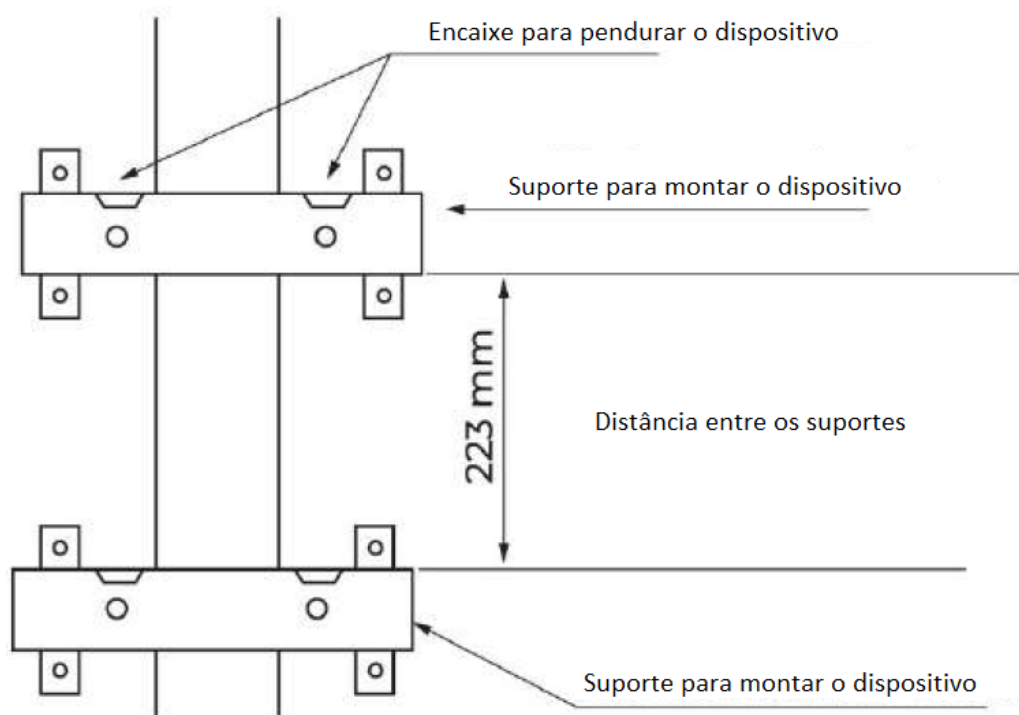 Encaixe para pendurar o dispositivo
Suporte para montar o dispositivo
223 mm
Distância entre os suportes
Suporte para montar o dispositivo